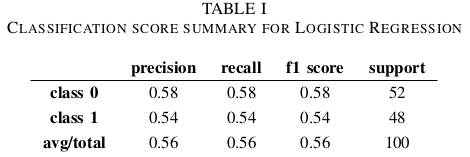 TABLE I
CLASSIFICATION SCORE SUMMARY FOR LOGISTIC REGRESSION
precision recall f1 score support
class 0 0.58 0.58 0.58 52
class 1 0.54 0.54 0.54 48
avg/total 0.56 0.56 0.56 100